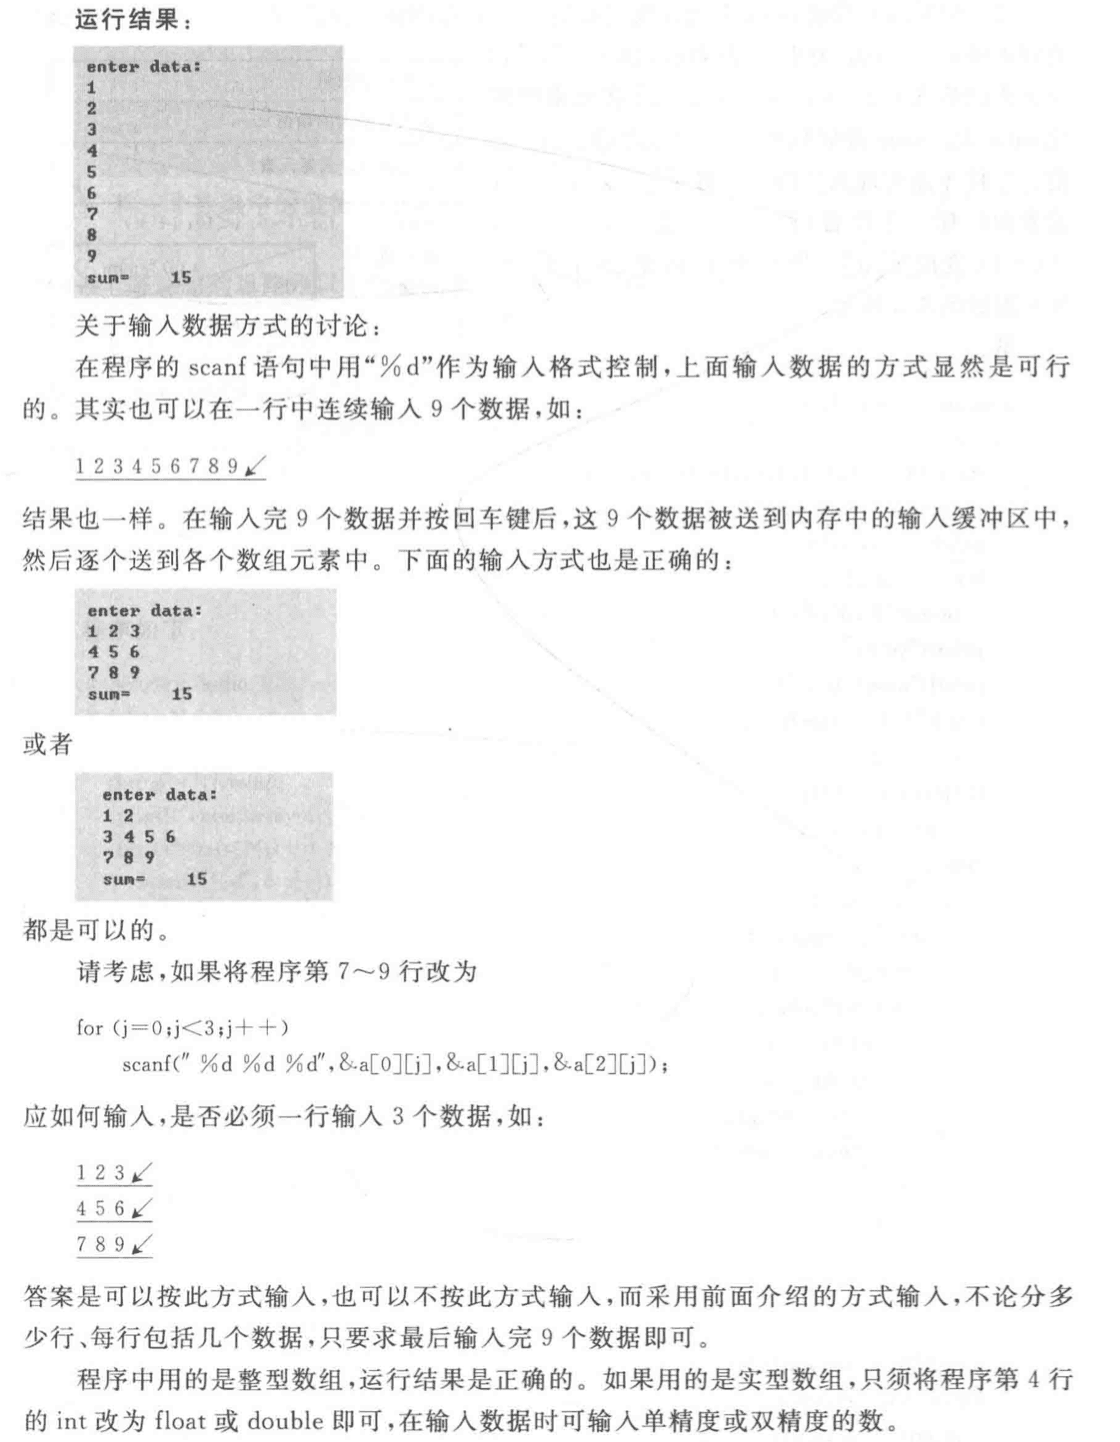 运行结果:
enter data:
1
2
3
4
5
6
7
8
9
sum= 15
关于输入数据方式的讨论:
在程序的 scanf 语句中用“%d”作为输入格式控制,上面输入数据的方式显然是可行
的。其实也可以在一行中连续输入 9 个数据,如:
1 2 3 4 5 6 7 8 9↙
结果也一样。在输入完 9 个数据并按回车键后,这 9 个数据被送到内存中的输入缓冲区中,
然后逐个送到各个数组元素中。下面的输入方式也是正确的:
enter data:
1 2 3
4 5 6
7 8 9
sum= 15
或者
enter data:
1 2
3 4 5 6
7 8 9
sum= 15
都是可以的。
请考虑,如果将程序第 7～9 行改为
for (j=0;j<3;j++)
scanf(" %d %d %d",&a[0][j],&a[1][j],&a[2][j]);
应如何输入,是否必须一行输入 3 个数据,如:
1 2 3↙
4 5 6↙
7 8 9↙
答案是可以按此方式输入,也可以不按此方式输入,而采用前面介绍的方式输入,不论分多
少行、每行包括几个数据,只要求最后输入完 9 个数据即可。
程序中用的是整型数组,运行结果是正确的。如果用的是实型数组,只须将程序第 4 行
的 int 改为 float 或 double 即可,在输入数据时可输入单精度或双精度的数。